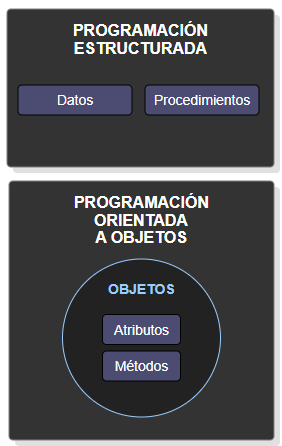 PROGRAMACIÓN
ESTRUCTURADA
Datos
Procedimientos
PROGRAMACIÓN
ORIENTADA
A OBJETOS
OBJETOS
Atributos
Métodos